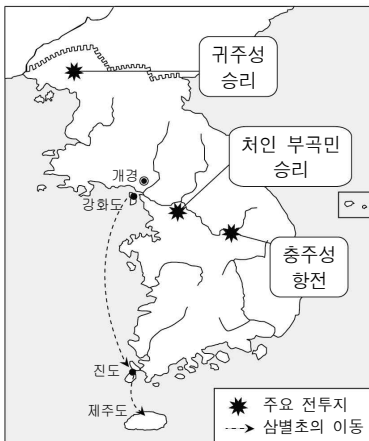 귀주성
승리
처인 부곡민
승리
개경
강화도
충주성
항전
진도
제주도
주요 전투지
삼별초의 이동